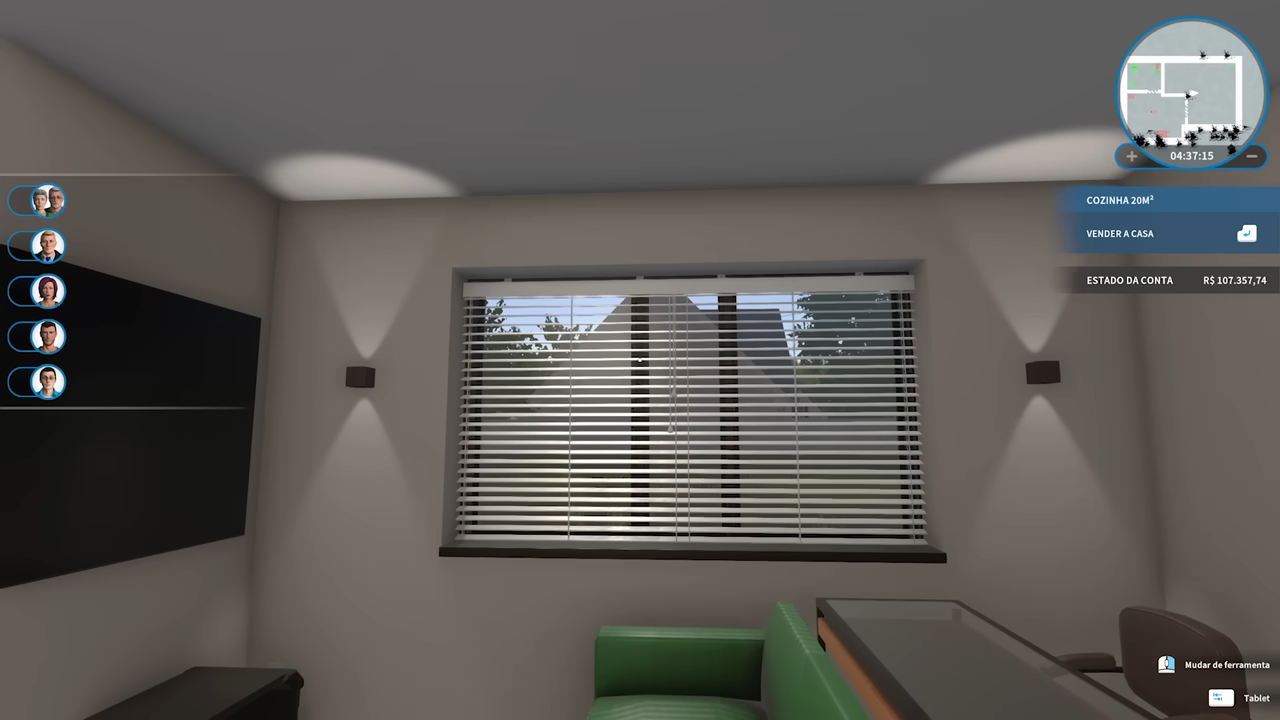 04:37:15
COZINHA 20M²
VENDER A CASA
ESTADO DA CONTA R$ 107.357,74
Mudar de ferramenta
Tablet